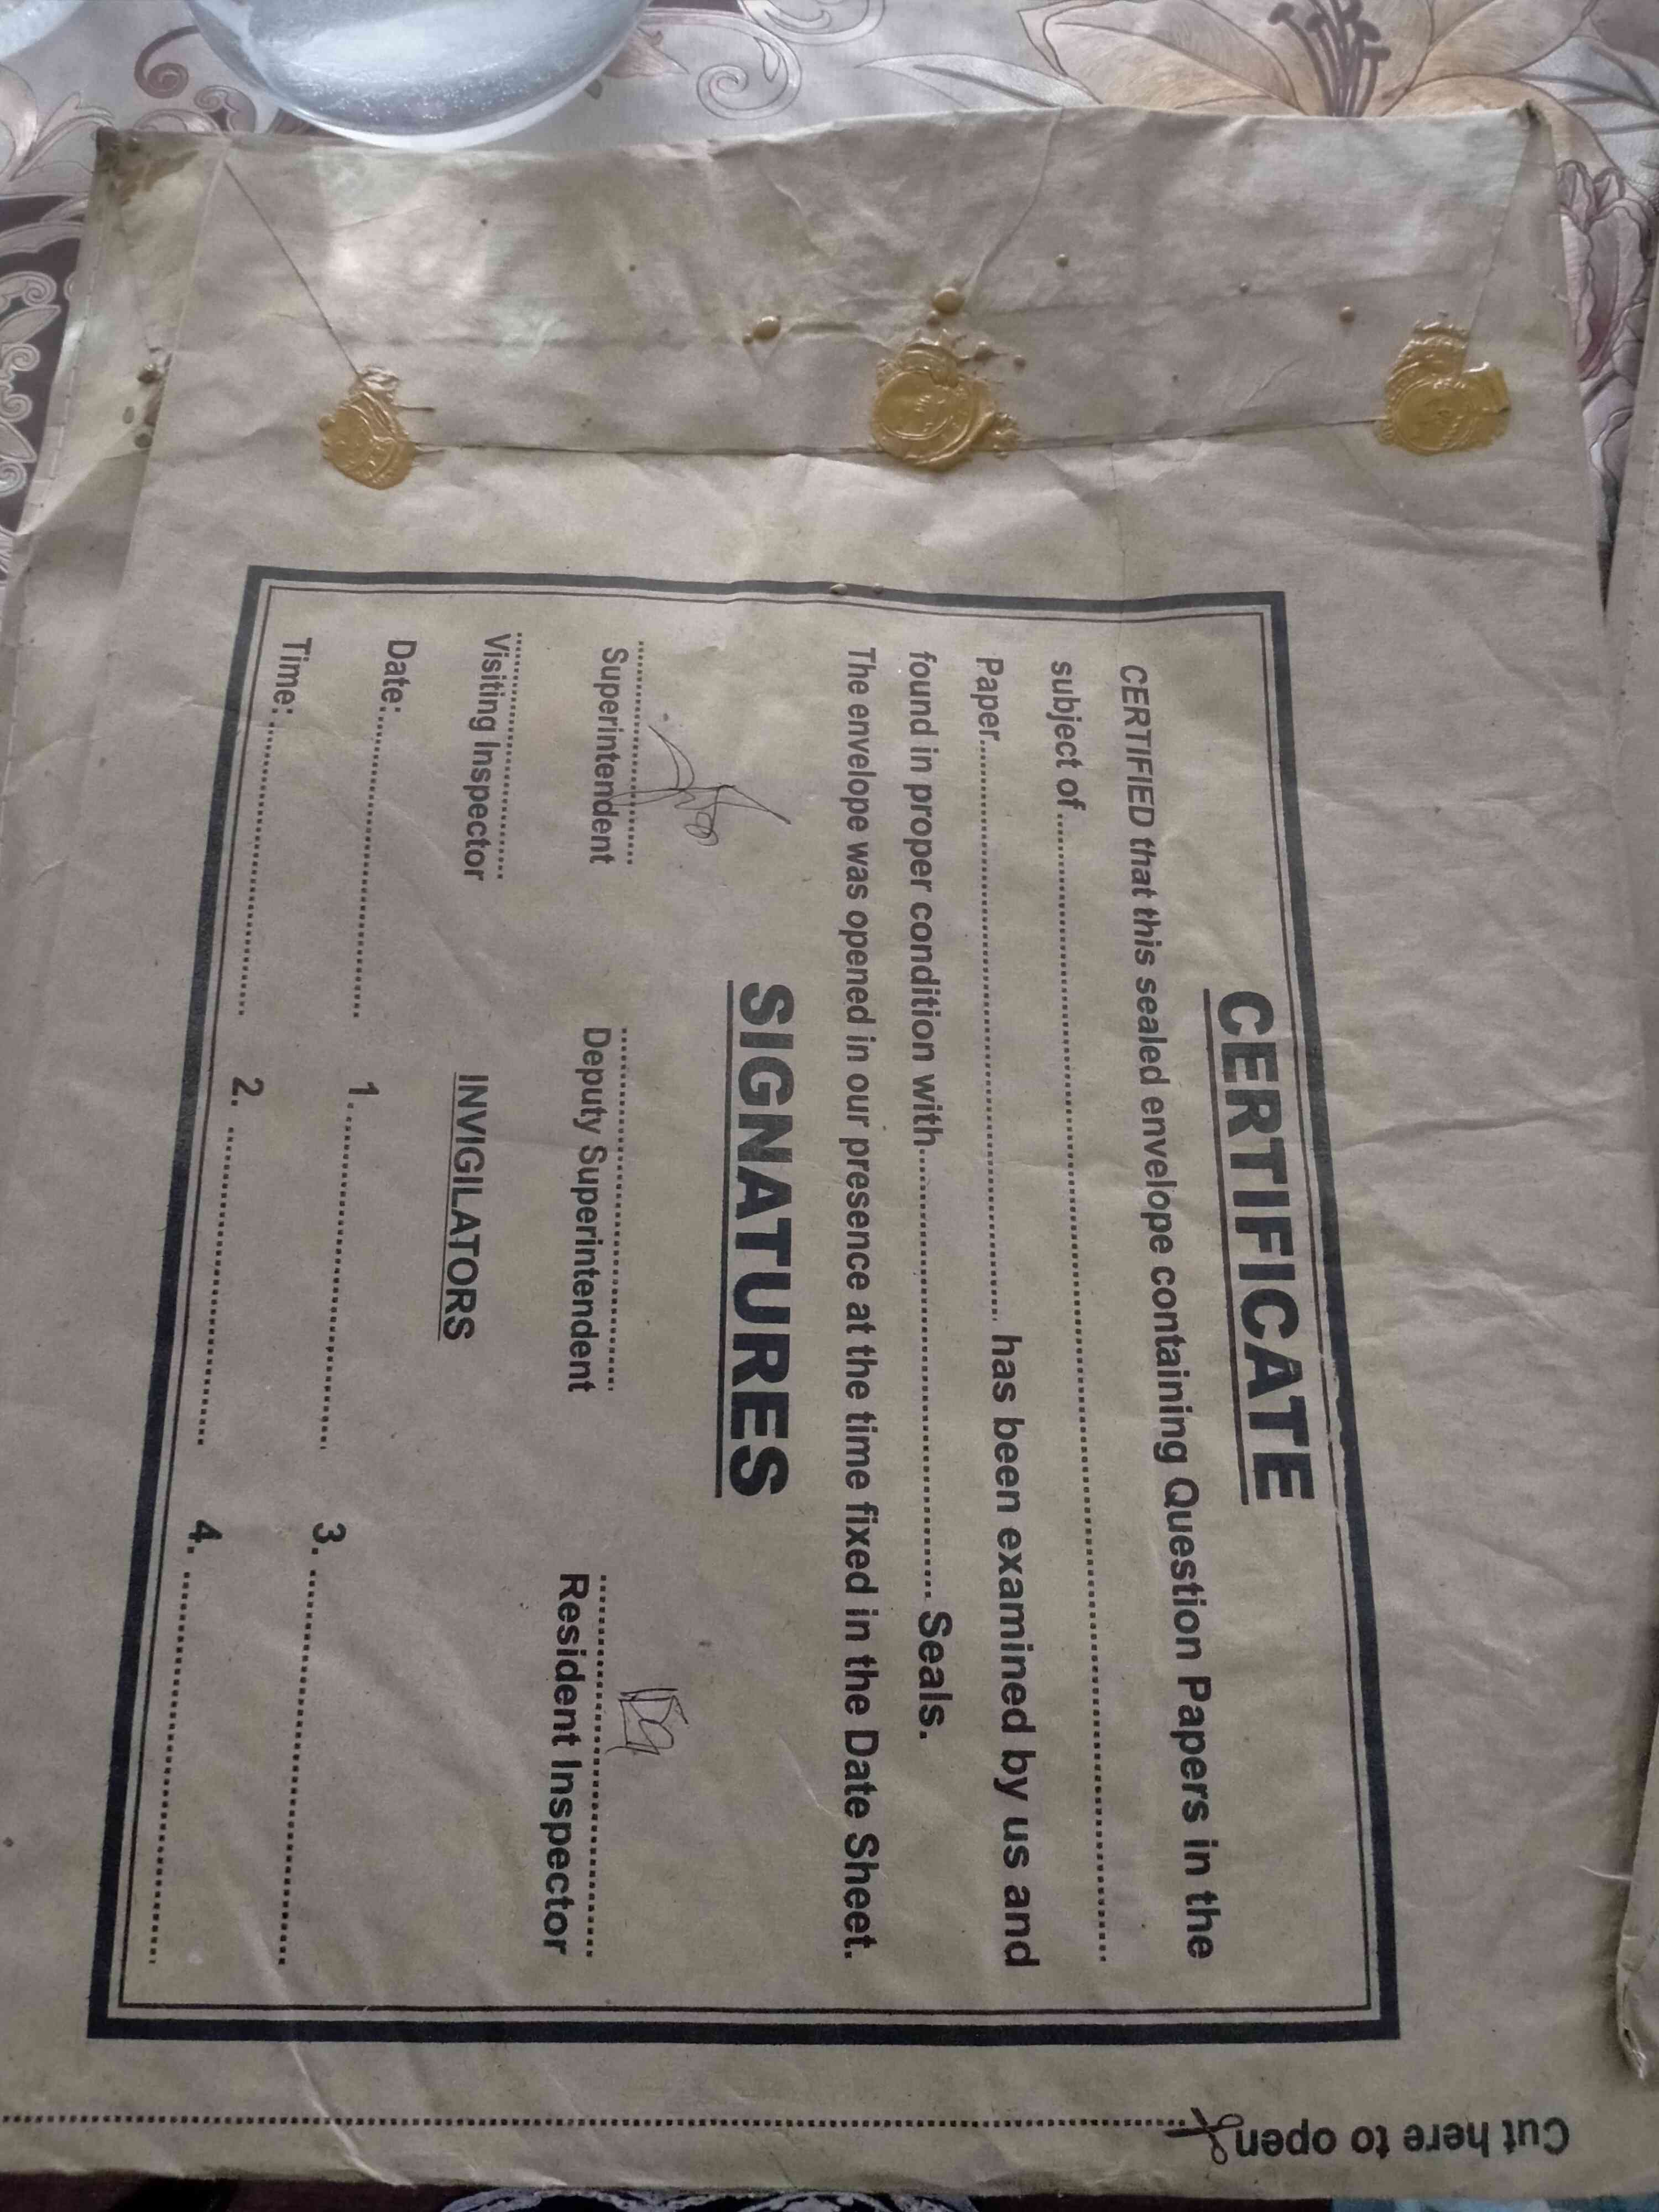 CERTIFICATE
CERTIFIED that this sealed envelope containing Question Papers in the
subject of..........
Paper.......... has been examined by us and
found in proper condition with.......... Seals.
The envelope was opened in our presence at the time fixed in the Date Sheet.
SIGNATURES
Superintendent Deputy Superintendent Resident Inspector
Visiting Inspector INVIGILATORS
Date:.......... 1........... 3. ..........
Time:.......... 2. .......... 4. ..........
Cut here to open